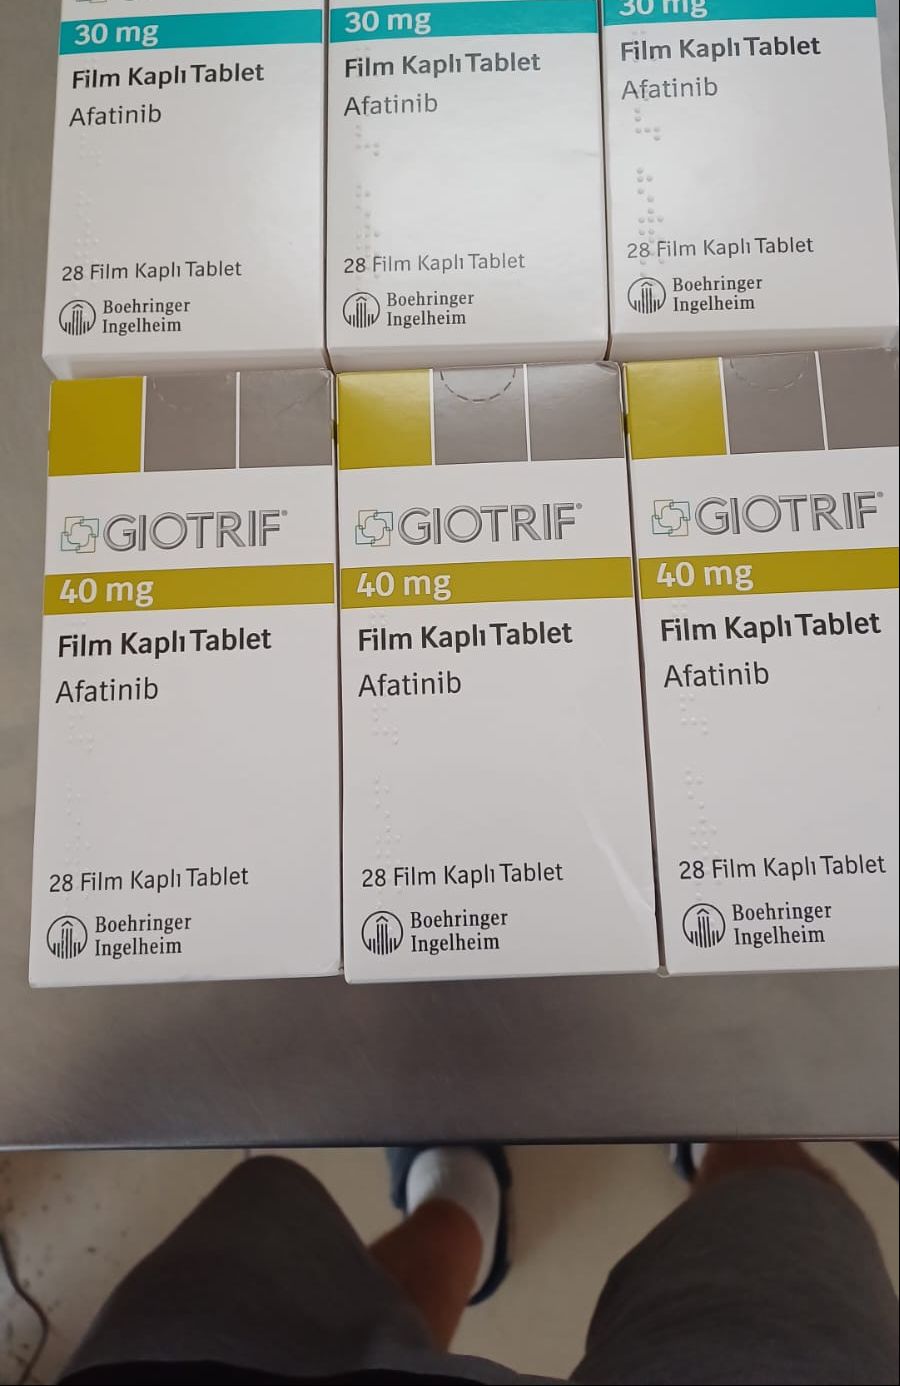 30 mg
Film Kaplı Tablet
Afatinib
28 Film Kaplı Tablet
Boehringer
Ingelheim
30 mg
Film Kaplı Tablet
Afatinib
28 Film Kaplı Tablet
Boehringer
Ingelheim
30 mg
Film Kaplı Tablet
Afatinib
28 Film Kaplı Tablet
Boehringer
Ingelheim
GIOTRIF®
40 mg
Film Kaplı Tablet
Afatinib
28 Film Kaplı Tablet
Boehringer
Ingelheim
GIOTRIF®
40 mg
Film Kaplı Tablet
Afatinib
28 Film Kaplı Tablet
Boehringer
Ingelheim
GIOTRIF®
40 mg
Film Kaplı Tablet
Afatinib
28 Film Kaplı Tablet
Boehringer
Ingelheim